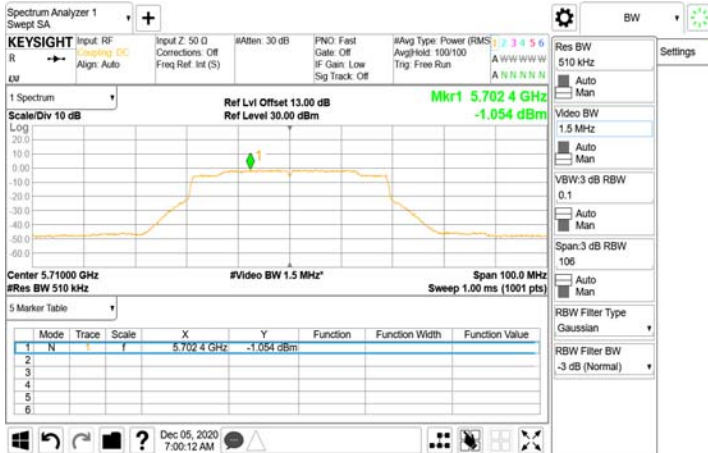 Spectrum Analyzer 1
Swept SA
+
BW
KEYSIGHT
R
Input: RF
Coupling: DC
Align: Auto
Input Z: 50 Ω
Corrections: Off
Freq Ref: Int (S)
#Atten: 30 dB
PNO: Fast
Gate: Off
IF Gain: Low
Sig Track: Off
#Avg Type: Power (RMS
Avg|Hold: 100/100
Trig: Free Run
1 2 3 4 5 6
A W W W W W
A N N N N N
1 Spectrum
Scale/Div 10 dB
Ref Lvl Offset 13.00 dB
Ref Level 30.00 dBm
Mkr1 5.702 4 GHz
-1.054 dBm
Log
20.0
10.0
0.00
-10.0
-20.0
-30.0
-40.0
-50.0
-60.0
1
Center 5.71000 GHz
#Video BW 1.5 MHz*
Span 100.0 MHz
#Res BW 510 kHz
Sweep 1.00 ms (1001 pts)
5 Marker Table
Mode Trace Scale X Y Function Function Width Function Value
1 N 1 f 5.702 4 GHz -1.054 dBm
2
3
4
5
6
Res BW
510 kHz
Auto
Man
Video BW
1.5 MHz
Auto
Man
VBW:3 dB RBW
0.1
Auto
Man
Span:3 dB RBW
106
Auto
Man
RBW Filter Type
Gaussian
RBW Filter BW
-3 dB (Normal)
Settings
?
Dec 05, 2020
7:00:12 AM